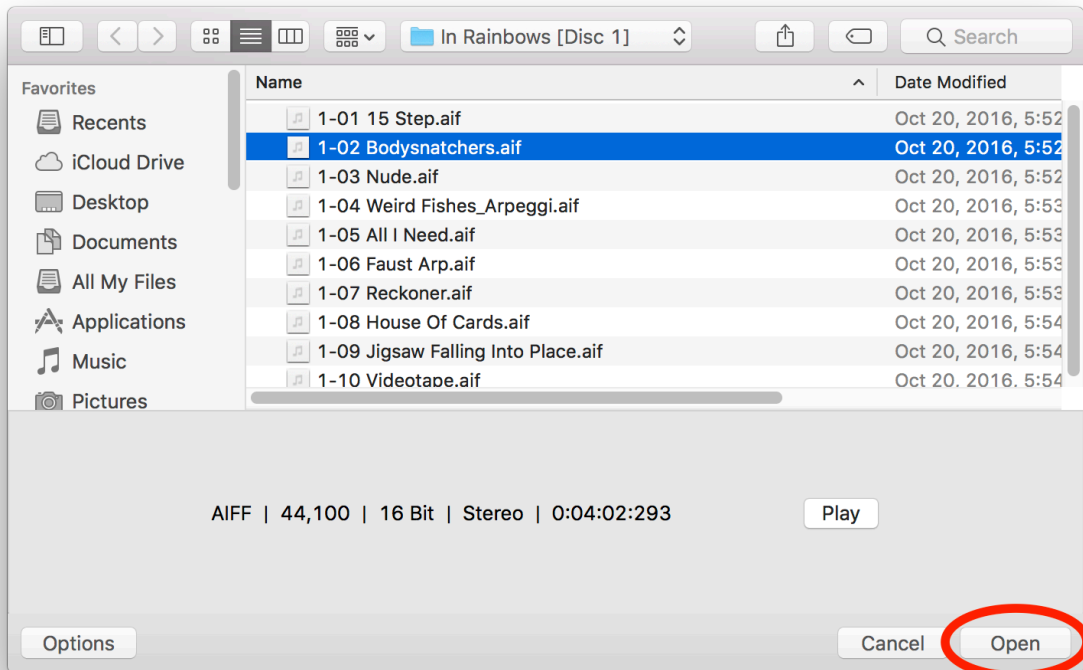 In Rainbows [Disc 1]
Search
Favorites
Recents
iCloud Drive
Desktop
Documents
All My Files
Applications
Music
Pictures
Name Date Modified
1-01 15 Step.aif Oct 20, 2016, 5:52
1-02 Bodysnatchers.aif Oct 20, 2016, 5:52
1-03 Nude.aif Oct 20, 2016, 5:52
1-04 Weird Fishes_Arpeggi.aif Oct 20, 2016, 5:53
1-05 All I Need.aif Oct 20, 2016, 5:53
1-06 Faust Arp.aif Oct 20, 2016, 5:53
1-07 Reckoner.aif Oct 20, 2016, 5:53
1-08 House Of Cards.aif Oct 20, 2016, 5:54
1-09 Jigsaw Falling Into Place.aif Oct 20, 2016, 5:54
1-10 Videotape.aif Oct 20, 2016, 5:54
AIFF | 44,100 | 16 Bit | Stereo | 0:04:02:293
Play
Options
Cancel
Open